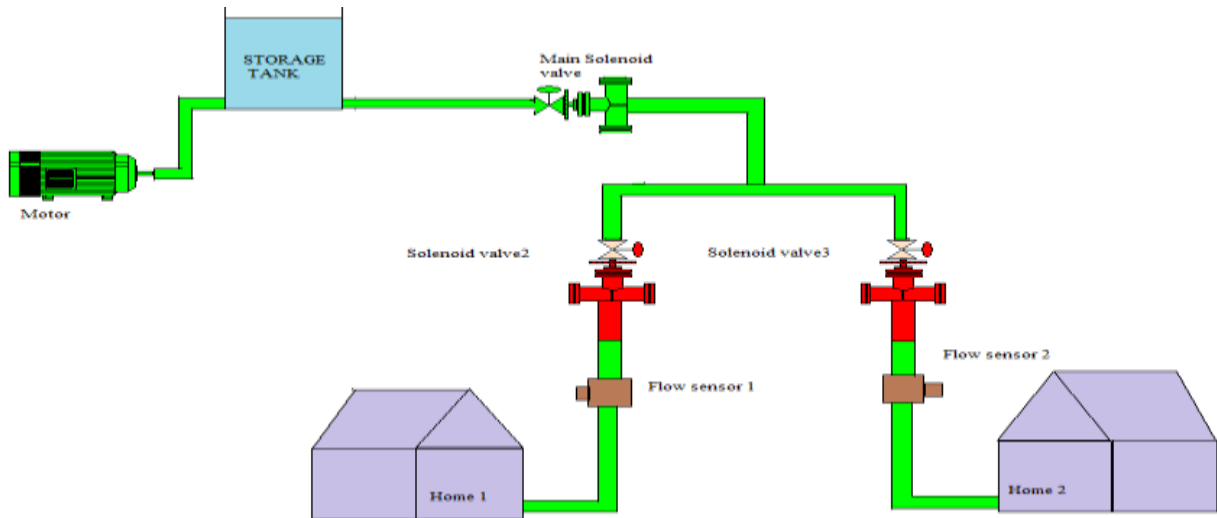 STORAGE
TANK
Main Solenoid
valve
Motor
Solenoid valve2
Solenoid valve3
Flow sensor 2
Flow sensor 1
Home 1
Home 2